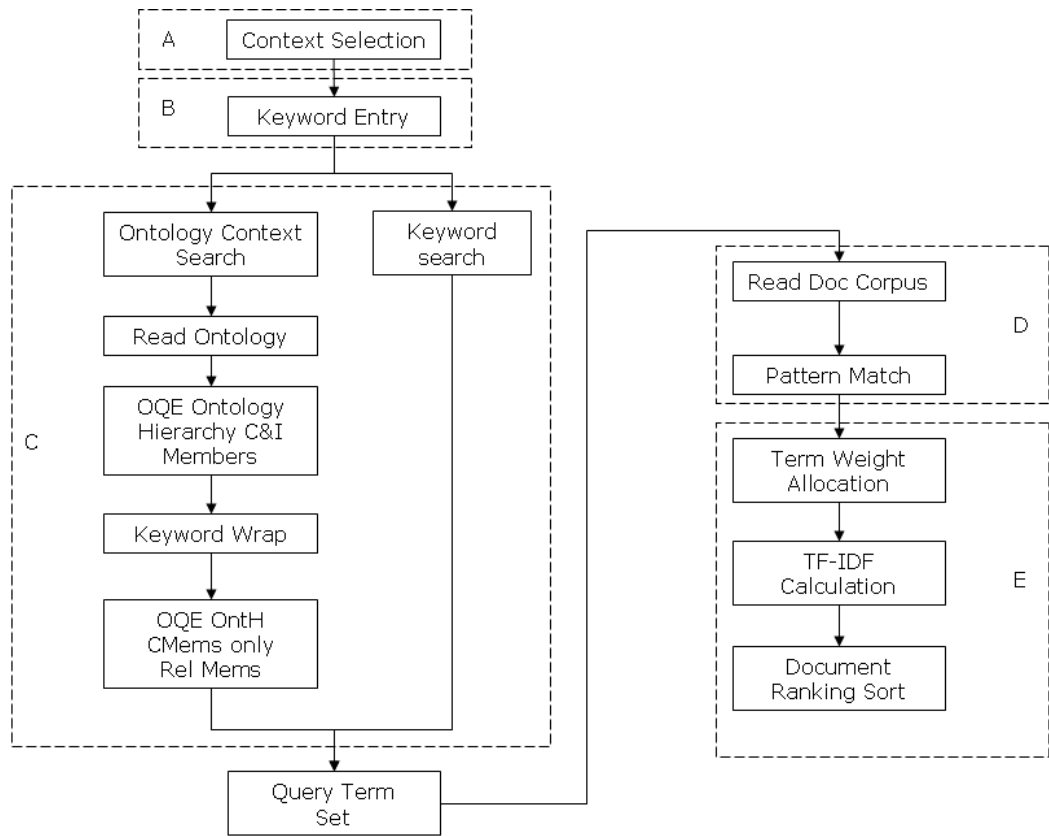 A
Context Selection
B
Keyword Entry
C
Ontology Context
Search
Keyword
search
Read Ontology
OQE Ontology
Hierarchy C&I
Members
Keyword Wrap
OQE OntH
CMems only
Rel Mems
Query Term
Set
Read Doc Corpus
D
Pattern Match
Term Weight
Allocation
TF-IDF
Calculation
E
Document
Ranking Sort